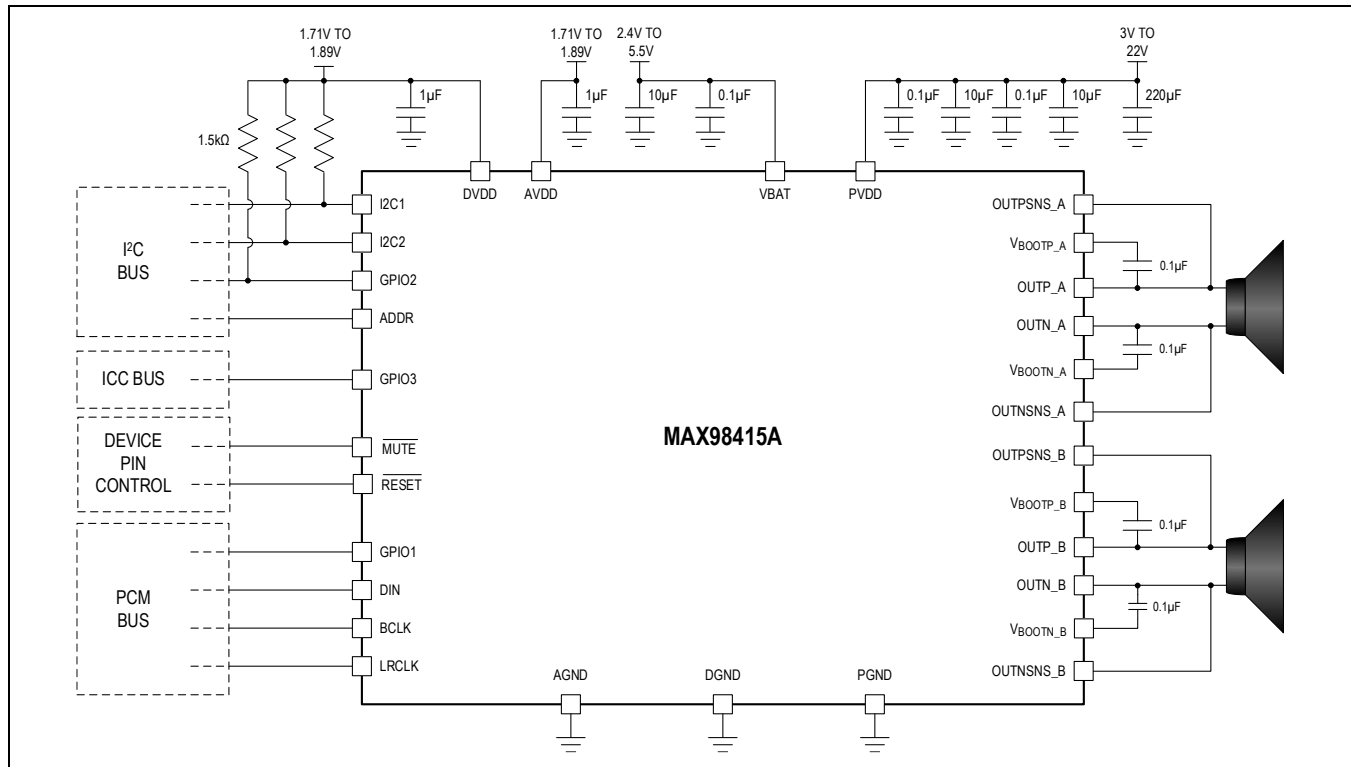 1.71V TO
1.89V
1.71V TO
1.89V
2.4V TO
5.5V
3V TO
22V
1µF
1µF
10µF
0.1µF
0.1µF
10µF
0.1µF
10µF
220µF
1.5kΩ
DVDD
AVDD
VBAT
PVDD
I²C
BUS
I2C1
I2C2
GPIO2
ADDR
ICC BUS
GPIO3
DEVICE
PIN
CONTROL
MUTE
RESET
PCM
BUS
GPIO1
DIN
BCLK
LRCLK
MAX98415A
OUTPSNS_A
VBOOTP_A
0.1µF
OUTP_A
OUTN_A
0.1µF
VBOOTN_A
OUTNSNS_A
OUTPSNS_B
VBOOTP_B
0.1µF
OUTP_B
OUTN_B
0.1µF
VBOOTN_B
OUTNSNS_B
AGND
DGND
PGND